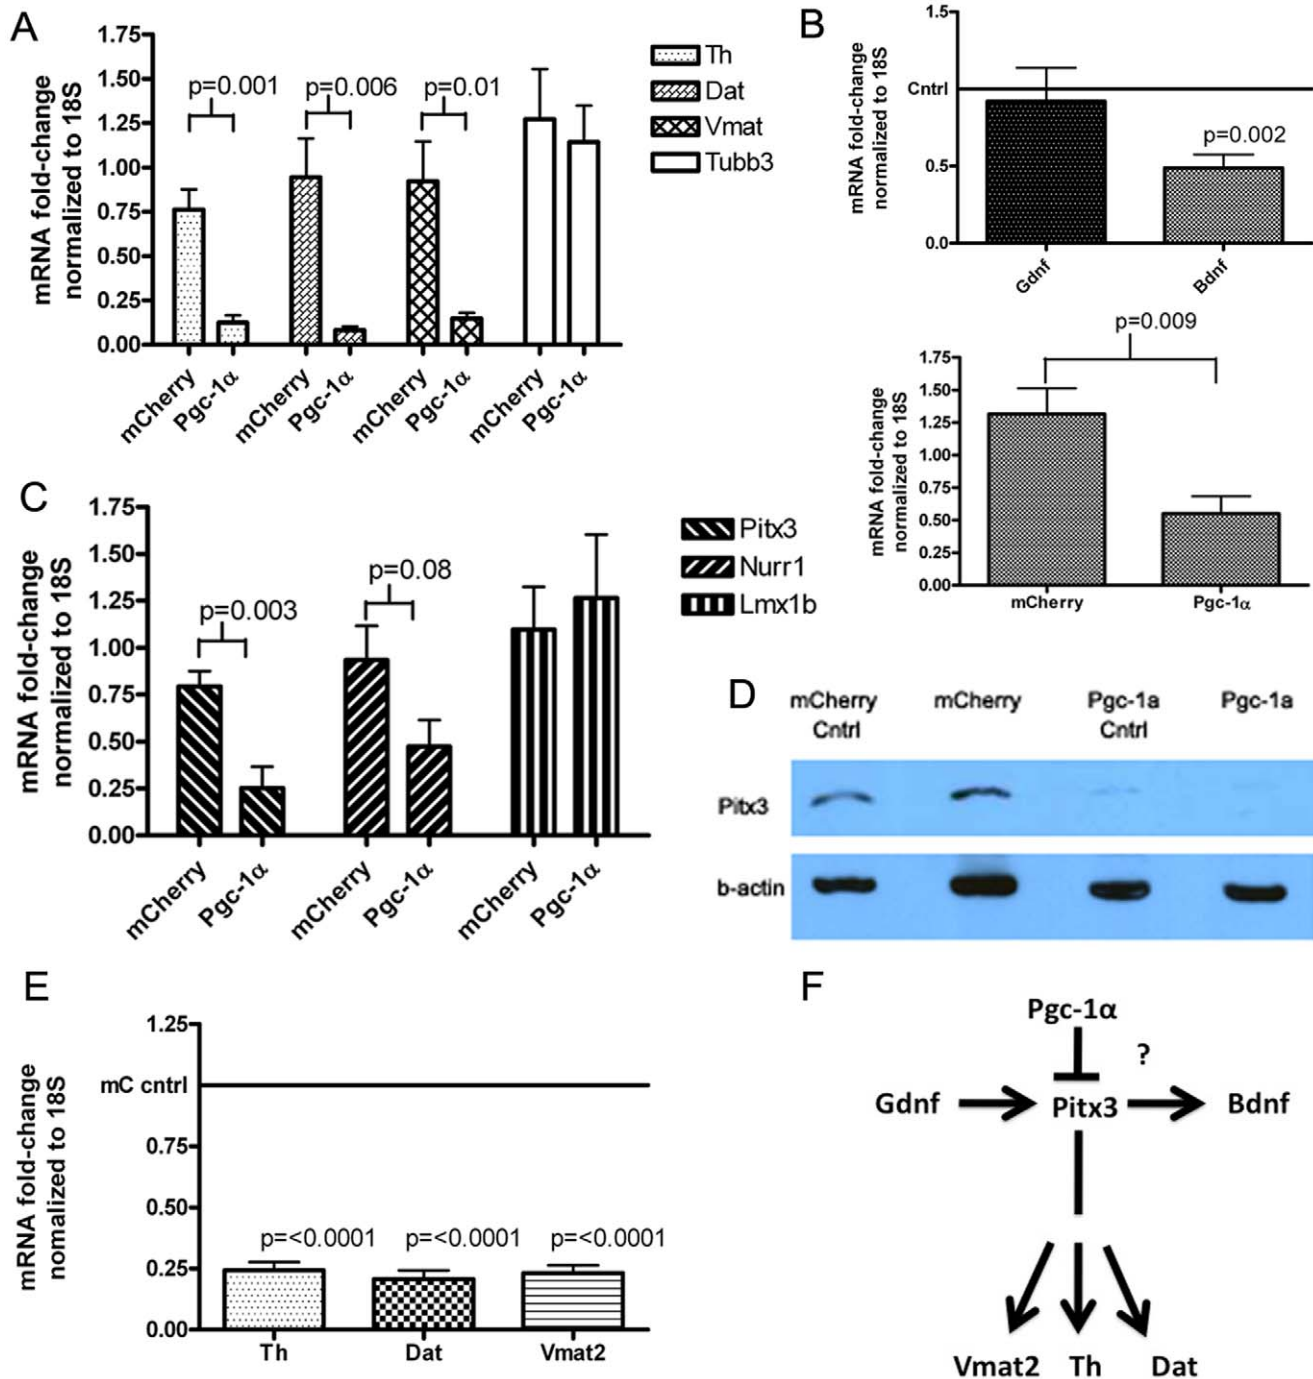 A
mRNA fold-change
normalized to 18S
1.75
1.50
1.25
1.00
0.75
0.50
0.25
0.00
p=0.001
p=0.006
p=0.01
mCherry
Pgc-1α
mCherry
Pgc-1α
mCherry
Pgc-1α
mCherry
Pgc-1α
Th
Dat
Vmat
Tubb3
B
mRNA fold-change
normalized to 18S
1.5
Cntrl
0.5
0.0
p=0.002
Gdnf
Bdnf
p=0.009
mRNA fold-change
normalized to 18S
1.75
1.50
1.25
1.00
0.75
0.50
0.25
0.00
mCherry
Pgc-1α
C
mRNA fold-change
normalized to 18S
1.75
1.50
1.25
1.00
0.75
0.50
0.25
0.00
p=0.003
p=0.08
mCherry
Pgc-1α
mCherry
Pgc-1α
mCherry
Pgc-1α
Pitx3
Nurr1
Lmx1b
D
mCherry
Cntrl
mCherry
Pgc-1a
Cntrl
Pgc-1a
Pitx3
b-actin
E
mRNA fold-change
nomalized to 18S
1.25
mC cntrl
0.75
0.50
0.25
0.00
p=<0.0001
p=<0.0001
p=<0.0001
Th
Dat
Vmat2
F
Pgc-1α
?
Gdnf
Pitx3
Bdnf
Vmat2
Th
Dat